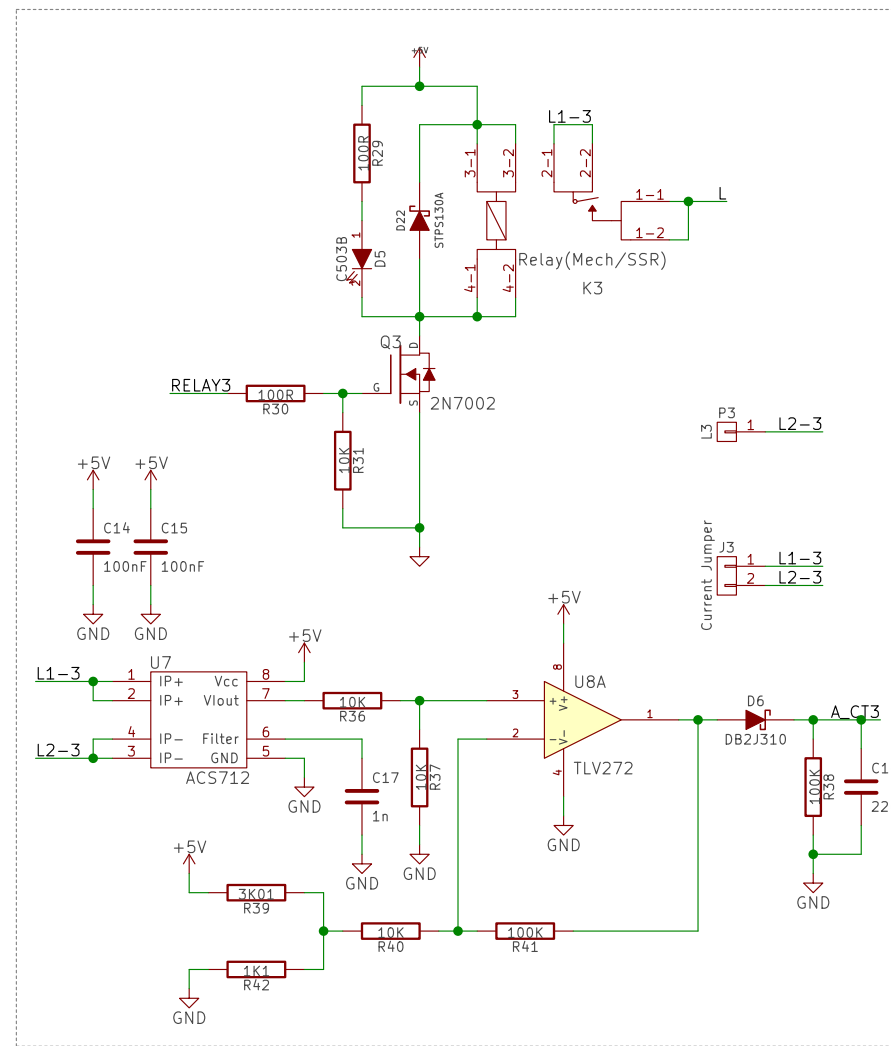 +5V
L1-3
100R
R29
3-1
3-2
2-1
2-2
1-1
L
1-2
D22
STPS130A
1
C503B
D5
2
4-1
4-2
Relay(Mech/SSR)
K3
Q3
D
G
S
2N7002
RELAY3
100R
R30
10K
R31
P3
L3
1
L2-3
+5V
+5V
C14
100nF
C15
100nF
GND
GND
Current Jumper
J3
1
L1-3
2
L2-3
+5V
+5V
U7
L1-3
1
IP+
Vcc
8
2
IP+
VIout
7
4
IP-
Filter
6
L2-3
3
IP-
GND
5
ACS712
GND
10K
R36
10K
R37
GND
C17
1n
GND
8
U8A
3
+
V+
1
2
-
V-
4
TLV272
GND
D6
DB2J310
A_CT3
100K
R38
C1
22
GND
+5V
3K01
R39
10K
R40
100K
R41
1K1
R42
GND